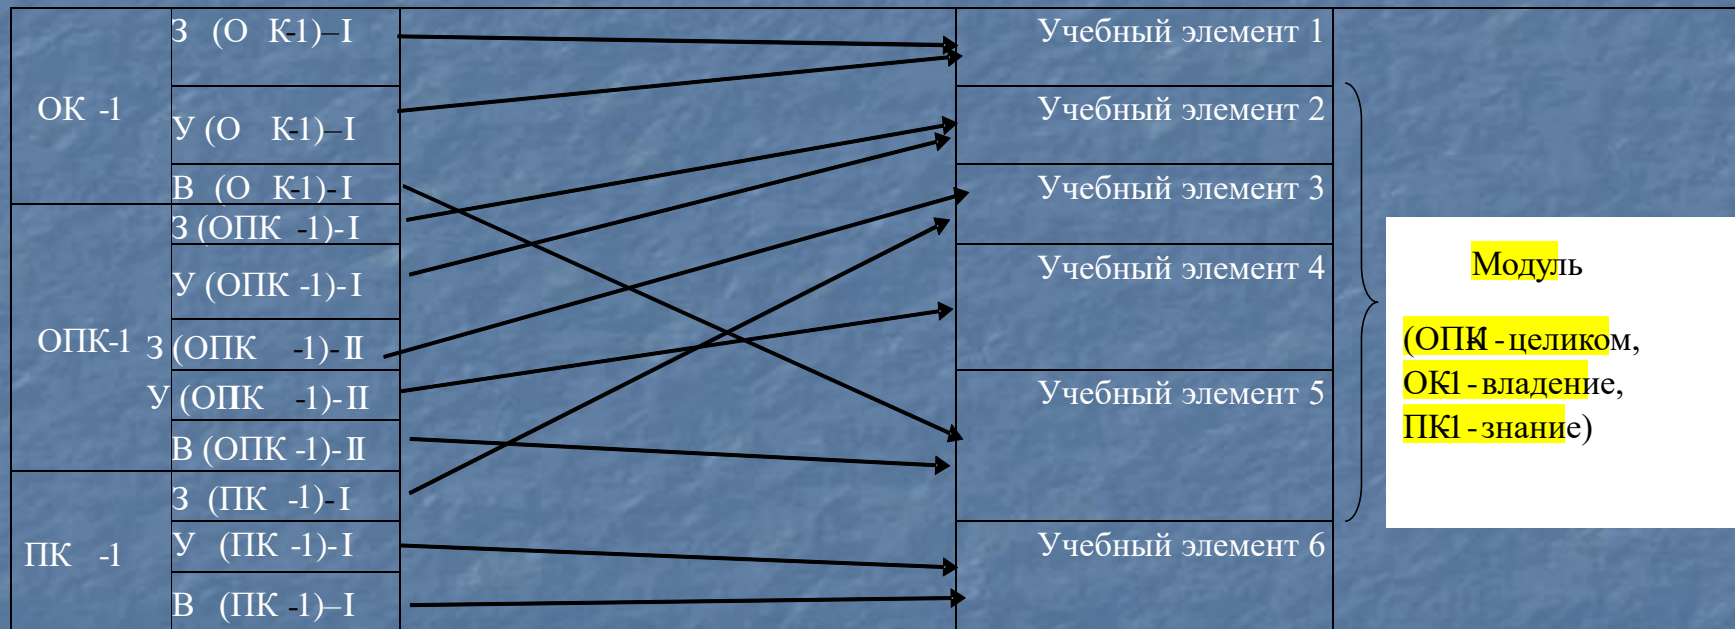 З (О К-1)–I
ОК -1
У (О К-1)–I
В (О К-1)-I
З (ОПК -1)-I
У (ОПК -1)-I
ОПК-1
З (ОПК -1)-II
У (ОПК -1)-II
В (ОПК -1)-II
З (ПК -1)-I
ПК -1
У (ПК -1)-I
В (ПК -1)–I
Учебный элемент 1
Учебный элемент 2
Учебный элемент 3
Учебный элемент 4
Учебный элемент 5
Учебный элемент 6
Модуль
(ОПК1-целиком,
ОК1-владение,
ПК1-знание)